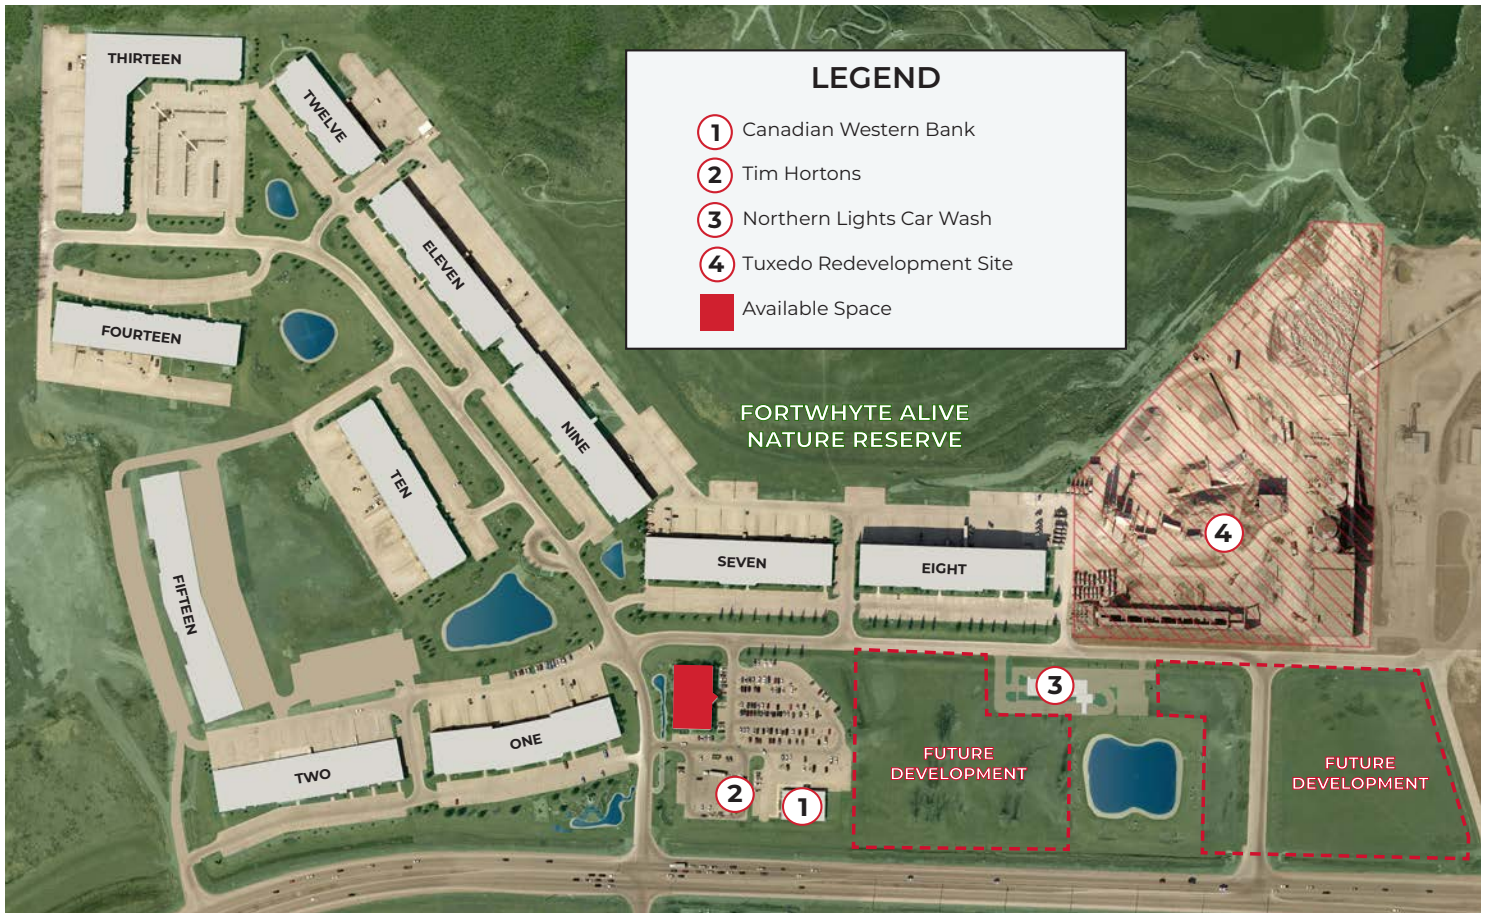 THIRTEEN
TWELVE
LEGEND
1 Canadian Western Bank
2 Tim Hortons
3 Northern Lights Car Wash
4 Tuxedo Redevelopment Site
Available Space
ELEVEN
FOURTEEN
FORTWHYTE ALIVE
NATURE RESERVE
NINE
TEN
4
SEVEN
EIGHT
FIFTEEN
3
ONE
TWO
FUTURE
DEVELOPMENT
FUTURE
DEVELOPMENT
2
1